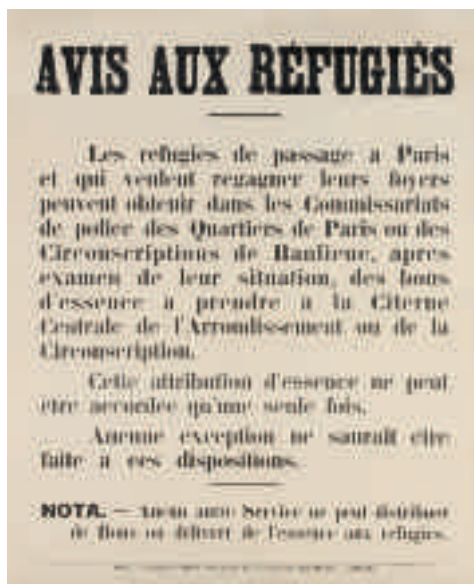 AVIS AUX RÉFUGIÉS
Les réfugiés de passage à Paris
et qui veulent regagner leurs foyers
peuvent obtenir dans les Commissariats
de police des Quartiers de Paris ou des
Circonscriptions de Banlieue, après
examen de leur situation, des bons
d'essence à prendre à la Citerne
Centrale de l'Arrondissement ou de la
Circonscription.
Cette attribution d'essence ne peut
être accordée qu'une seule fois.
Aucune exception ne saurait être
faite à ces dispositions.
NOTA. — Aucun autre Service ne peut distribuer
de Bons ou délivrer de l'essence aux réfugiés.